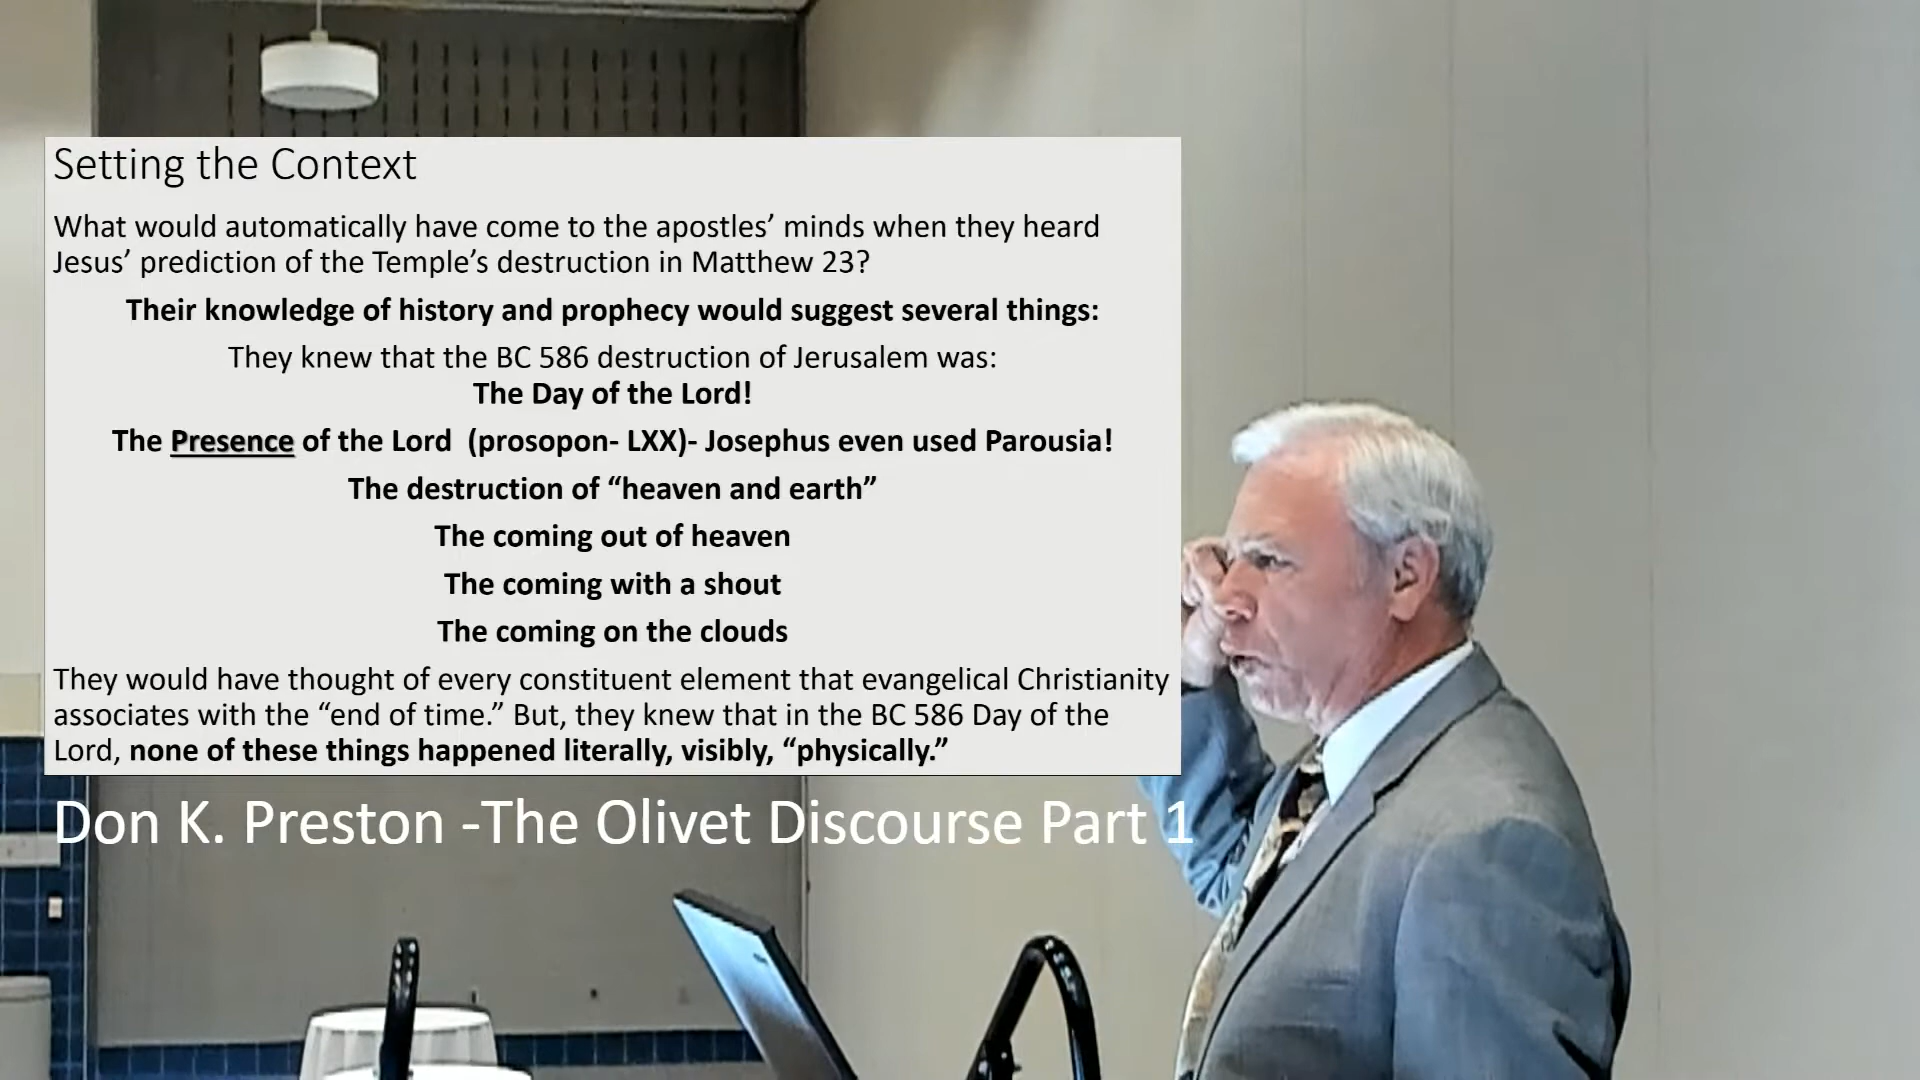 Setting the Context
What would automatically have come to the apostles’ minds when they heard
Jesus’ prediction of the Temple’s destruction in Matthew 23?
Their knowledge of history and prophecy would suggest several things:
They knew that the BC 586 destruction of Jerusalem was:
The Day of the Lord!
The Presence of the Lord (prosopon- LXX)- Josephus even used Parousia!
The destruction of “heaven and earth”
The coming out of heaven
The coming with a shout
The coming on the clouds
They would have thought of every constituent element that evangelical Christianity
associates with the “end of time.” But, they knew that in the BC 586 Day of the
Lord, none of these things happened literally, visibly, “physically.”
Don K. Preston -The Olivet Discourse Part 1